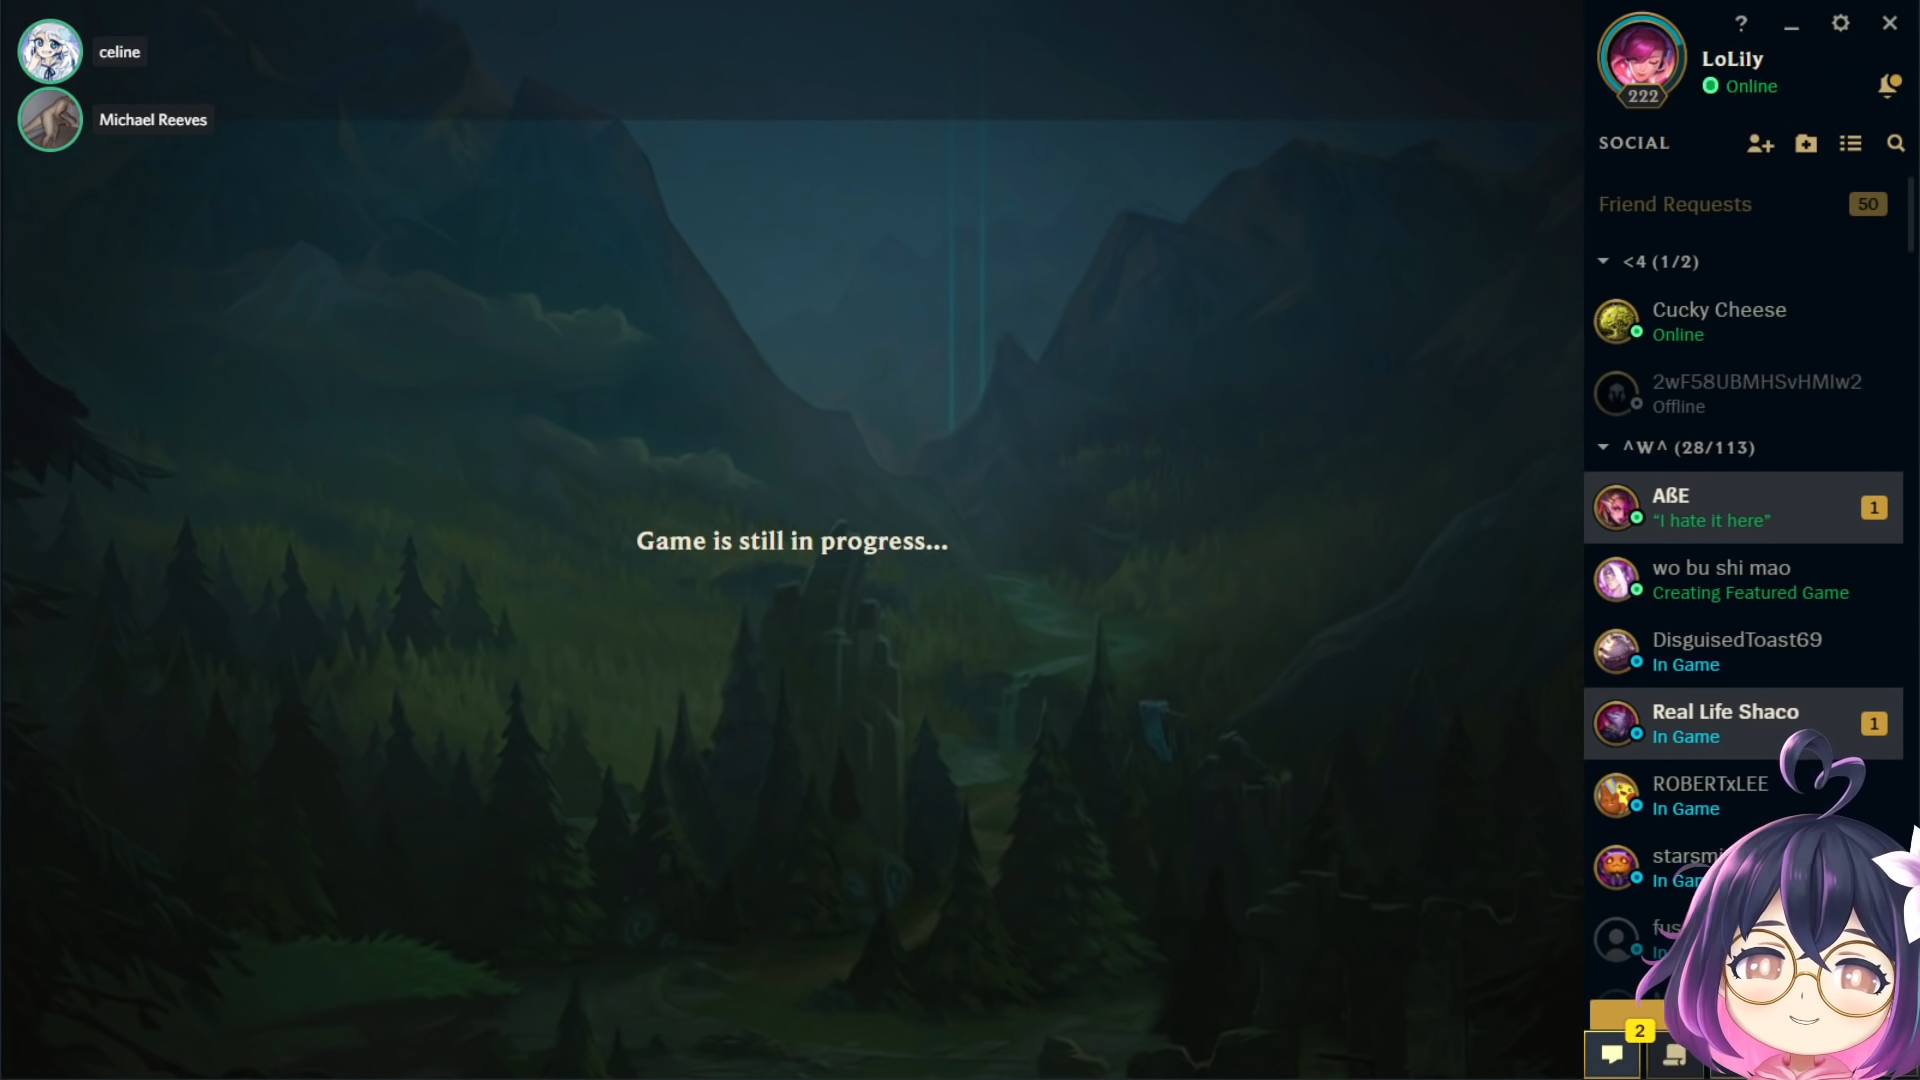 celine
Michael Reeves
Game is still in progress...
?
LoLily
Online
222
SOCIAL
Friend Requests
50
<4 (1/2)
Cucky Cheese
Online
2wF58UBMHSvHMIw2
Offline
^W^ (28/113)
AßE
1
“I hate it here”
wo bu shi mao
Creating Featured Game
DisguisedToast69
In Game
Real Life Shaco
1
In Game
ROBERTxLEE
In Game
2